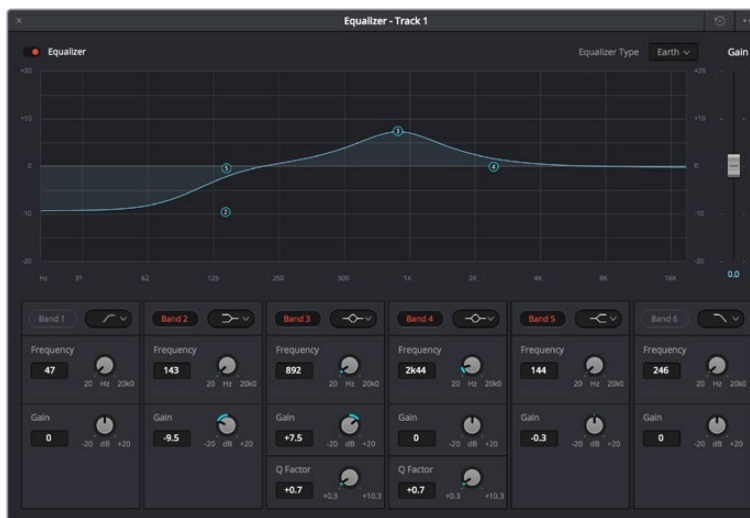 Equalizer - Track 1
Equalizer Equalizer Type Earth Gain
+20 +20
+10 +10
0 0
-10 -10
-20 -20
5 3 4 2
Hz 31 62 125 250 500 1K 2K 4K 8K 16K 0.0
Band 1 Band 2 Band 3 Band 4 Band 5 Band 6
Frequency Frequency Frequency Frequency Frequency Frequency
47 143 892 2k44 144 246
20 Hz 20k0 20 Hz 20k0 20 Hz 20k0 20 Hz 20k0 20 Hz 20k0 20 Hz 20k0
Gain Gain Gain Gain Gain Gain
0 -9.5 +7.5 0 -0.3 0
-20 dB +20 -20 dB +20 -20 dB +20 -20 dB +20 -20 dB +20 -20 dB +20
Q Factor Q Factor
+0.7 +0.7
+0.3 +10.3 +0.3 +10.3